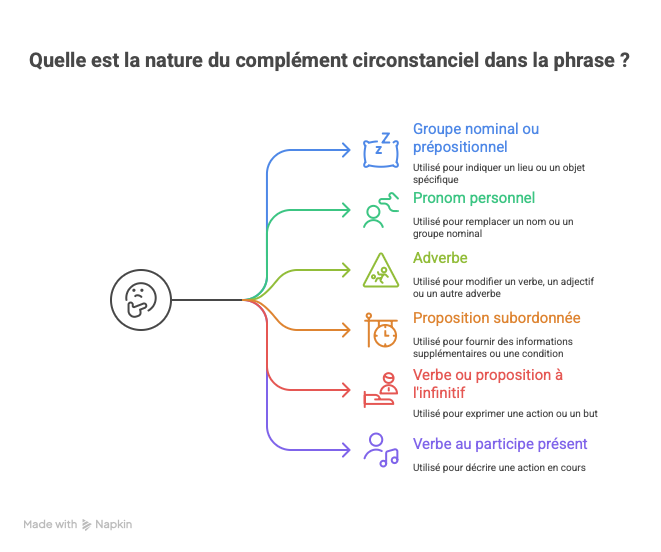 Quelle est la nature du complément circonstanciel dans la phrase ?
Groupe nominal ou
prépositionnel
Utilisé pour indiquer un lieu ou un objet
spécifique
Pronom personnel
Utilisé pour remplacer un nom ou un
groupe nominal
Adverbe
Utilisé pour modifier un verbe, un adjectif
ou un autre adverbe
Proposition subordonnée
Utilisé pour fournir des informations
supplémentaires ou une condition
Verbe ou proposition à
l'infinitif
Utilisé pour exprimer une action ou un but
Verbe au participe présent
Utilisé pour décrire une action en cours
Made with Napkin